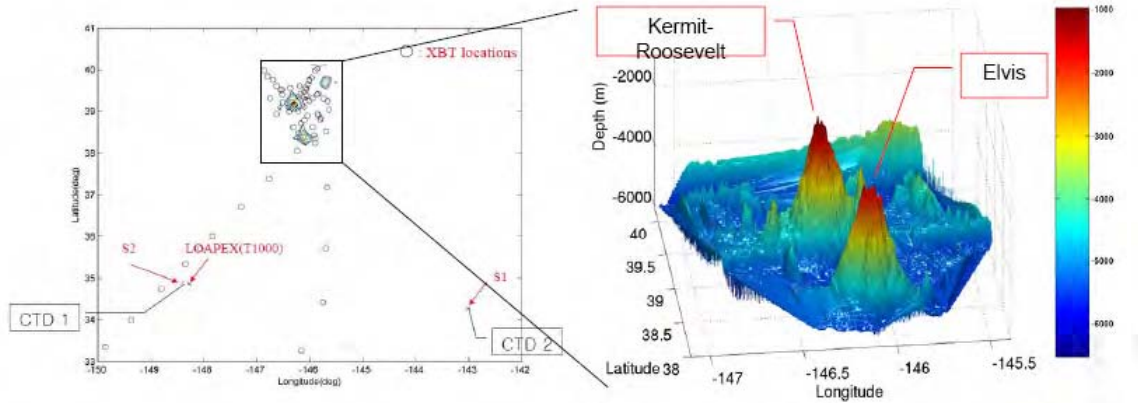 41
40
39
38
37
36
35
34
33
Latitude(deg)
-150
-149
-148
-147
-146
-145
-144
-143
-142
Longitude(deg)
: XBT locations
S2
LOAPEX(T1000)
S1
CTD 1
CTD 2
Kermit-
Roosevelt
Elvis
-2000
-4000
-6000
Depth (m)
40
39.5
39
38.5
Latitude 38
-147
-146.5
-146
-145.5
Longitude
-1000
-2000
-3000
-4000
-5000
-6000